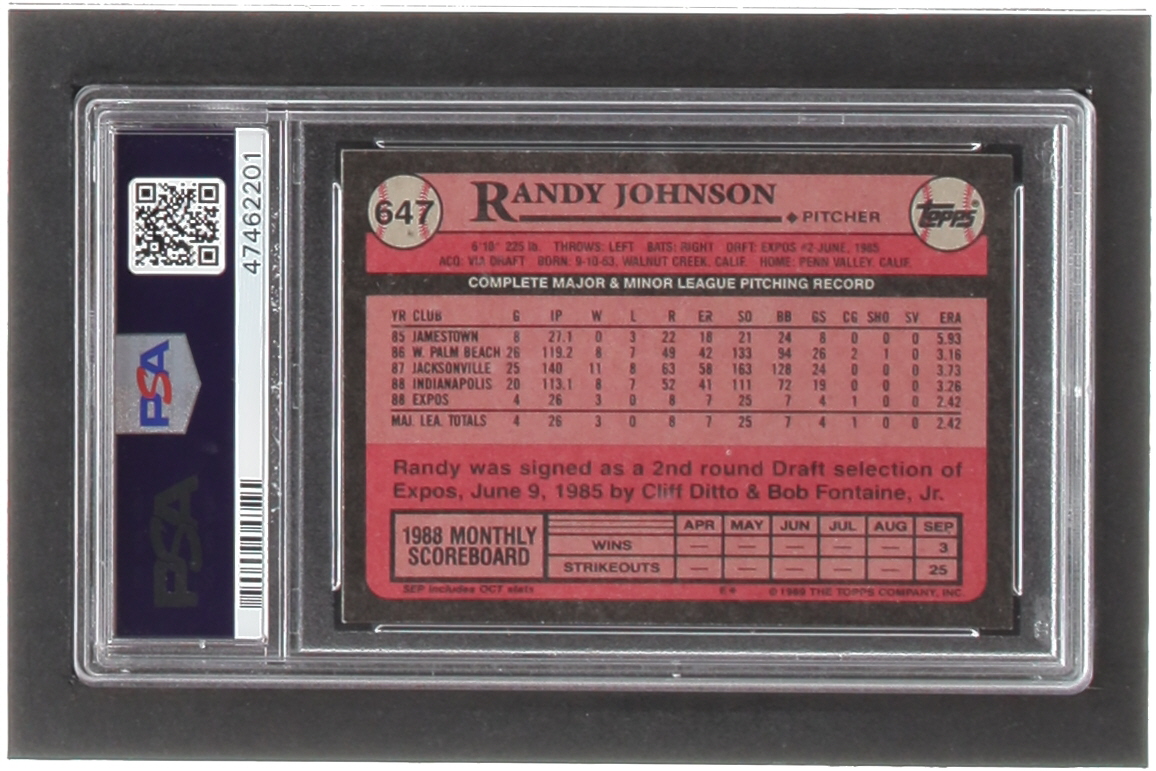 47462201
PSA
PSA
647
RANDY JOHNSON
PITCHER
Topps®
6'10" 225 lb. THROWS: LEFT BATS: RIGHT DRFT: EXPOS #2-JUNE, 1985
ACQ: VIA DRAFT BORN: 9-10-63, WALNUT CREEK, CALIF. HOME: PENN VALLEY, CALIF.
COMPLETE MAJOR & MINOR LEAGUE PITCHING RECORD
YR CLUB G IP W L R ER SO BB GS CG SHO SV ERA
85 JAMESTOWN 8 27.1 0 3 22 18 21 24 8 0 0 0 5.93
86 W. PALM BEACH 26 119.2 8 7 49 42 133 94 26 2 1 0 3.16
87 JACKSONVILLE 25 140 11 8 63 58 163 128 24 0 0 0 3.73
88 INDIANAPOLIS 20 113.1 8 7 52 41 111 72 19 0 0 0 3.26
88 EXPOS 4 26 3 0 8 7 25 7 4 1 0 0 2.42
MAJ. LEA. TOTALS 4 26 3 0 8 7 25 7 4 1 0 0 2.42
Randy was signed as a 2nd round Draft selection of
Expos, June 9, 1985 by Cliff Ditto & Bob Fontaine, Jr.
1988 MONTHLY
SCOREBOARD
APR MAY JUN JUL AUG SEP
WINS — — — — — 3
STRIKEOUTS — — — — — 25
SEP includes OCT stats
© 1989 THE TOPPS COMPANY, INC.